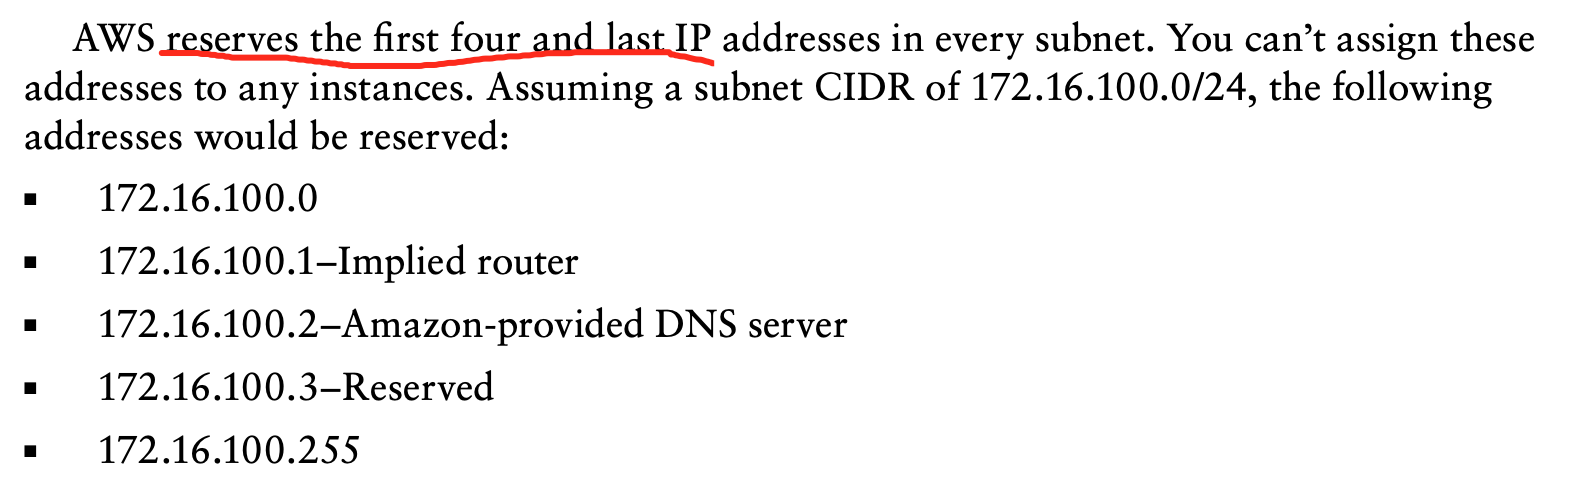 AWS reserves the first four and last IP addresses in every subnet. You can’t assign these
addresses to any instances. Assuming a subnet CIDR of 172.16.100.0/24, the following
addresses would be reserved:
▪ 172.16.100.0
▪ 172.16.100.1–Implied router
▪ 172.16.100.2–Amazon-provided DNS server
▪ 172.16.100.3–Reserved
▪ 172.16.100.255